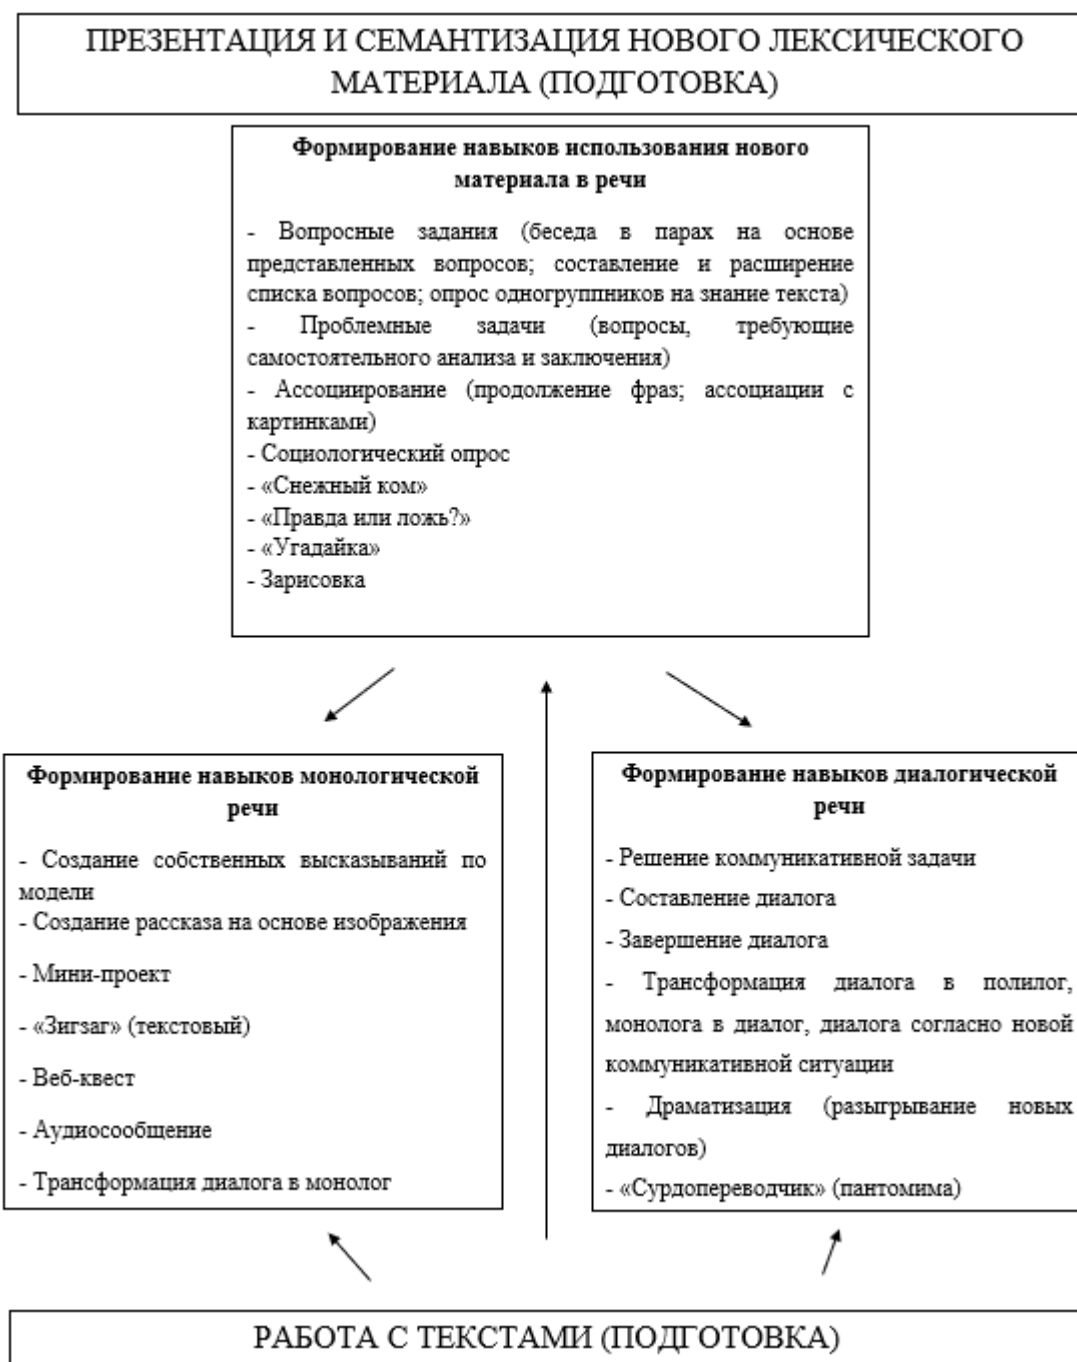 ПРЕЗЕНТАЦИЯ И СЕМАНТИЗАЦИЯ НОВОГО ЛЕКСИЧЕСКОГО
МАТЕРИАЛА (ПОДГОТОВКА)
Формирование навыков использования нового
материала в речи
- Вопросные задания (беседа в парах на основе
представленных вопросов; составление и расширение
списка вопросов; опрос одногруппников на знание текста)
- Проблемные задачи (вопросы, требующие
самостоятельного анализа и заключения)
- Ассоциирование (продолжение фраз; ассоциации с
картинками)
- Социологический опрос
- «Снежный ком»
- «Правда или ложь?»
- «Угадайка»
- Зарисовка
Формирование навыков монологической
речи
- Создание собственных высказываний по
модели
- Создание рассказа на основе изображения
- Мини-проект
- «Зигзаг» (текстовый)
- Веб-квест
- Аудиосообщение
- Трансформация диалога в монолог
Формирование навыков диалогической
речи
- Решение коммуникативной задачи
- Составление диалога
- Завершение диалога
- Трансформация диалога в полилог,
монолога в диалог, диалога согласно новой
коммуникативной ситуации
- Драматизация (разыгрывание новых
диалогов)
- «Сурдопереводчик» (пантомима)
РАБОТА С ТЕКСТАМИ (ПОДГОТОВКА)